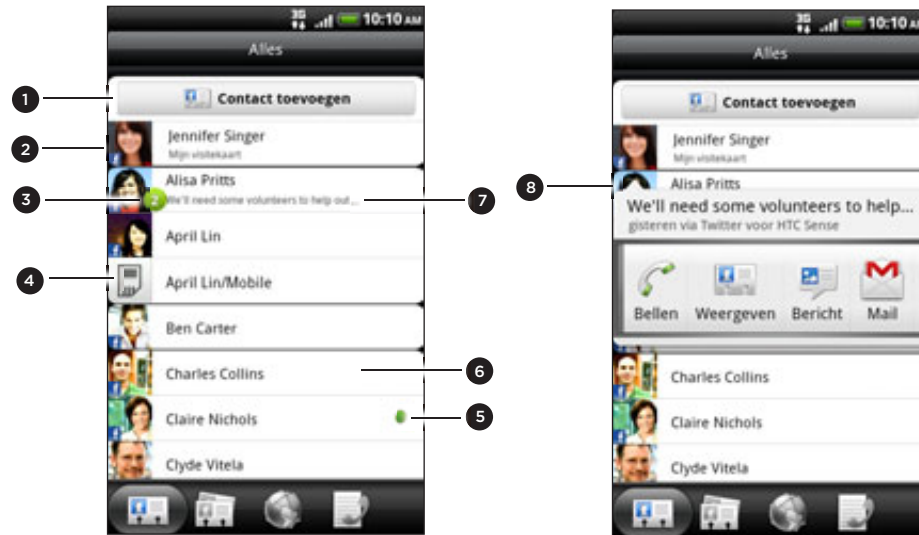 3G 10:10 AM
Alles
Contact toevoegen
Jennifer Singer
Mijn visitekaart
Alisa Pritts
2
We'll need some volunteers to help out...
April Lin
April Lin/Mobile
Ben Carter
Charles Collins
Claire Nichols
Clyde Vitela
1
2
3
4
7
6
5
3G 10:10 A
Alles
Contact toevoegen
Jennifer Singer
Mijn visitekaart
Alisa Pritts
We'll need some volunteers to help...
gisteren via Twitter voor HTC Sense
Bellen Weergeven Bericht Mail
Charles Collins
Claire Nichols
Clyde Vitela
8